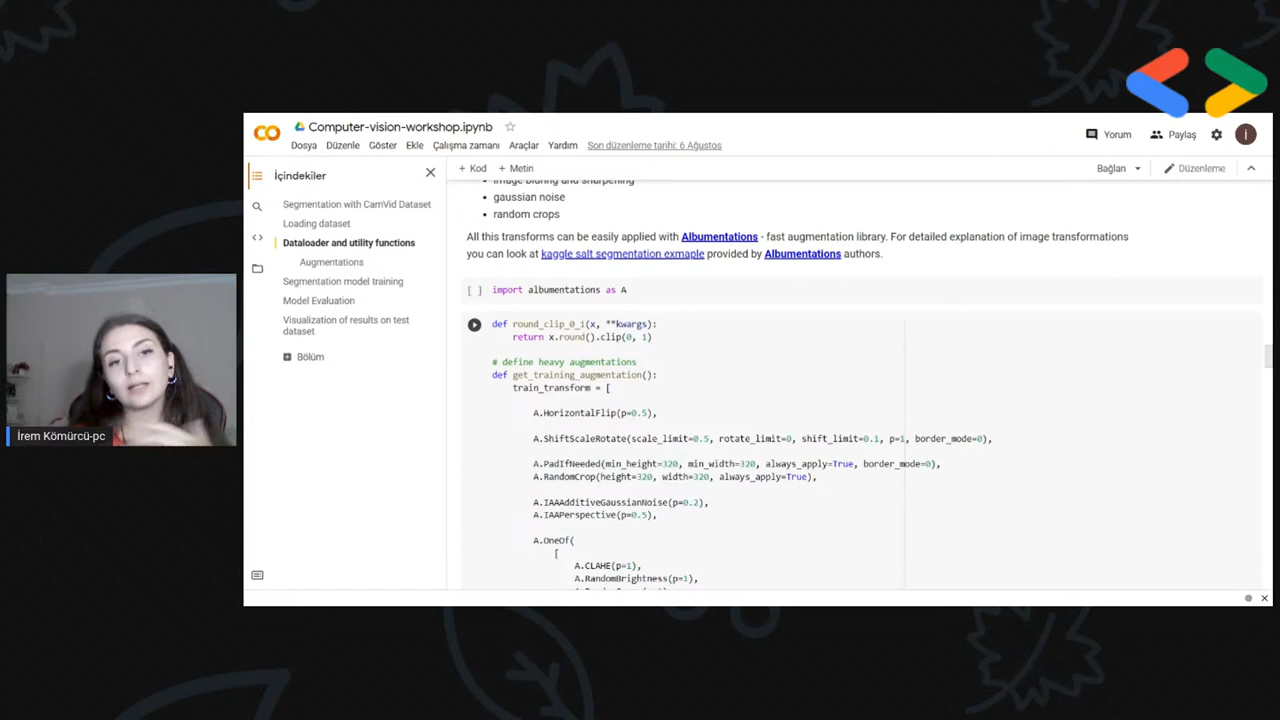 Computer-vision-workshop.ipynb
Dosya Düzenle Göster Ekle Çalışma zamanı Araçlar Yardım Son düzenleme tarihi: 6 Ağustos
Yorum Paylaş İ
İçindekiler
Segmentation with CamVid Dataset
Loading dataset
Dataloader and utility functions
Augmentations
Segmentation model training
Model Evaluation
Visualization of results on test
dataset
Bölüm
+ Kod + Metin
Bağlan Düzenleme
image bluring and sharpening
gaussian noise
random crops
All this transforms can be easily applied with Albumentations - fast augmentation library. For detailed explanation of image transformations
you can look at kaggle salt segmentation exmaple provided by Albumentations authors.
[ ] import albumentations as A
def round_clip_0_1(x, **kwargs):
return x.round().clip(0, 1)
# define heavy augmentations
def get_training_augmentation():
train_transform = [
A.HorizontalFlip(p=0.5),
A.ShiftScaleRotate(scale_limit=0.5, rotate_limit=0, shift_limit=0.1, p=1, border_mode=0),
A.PadIfNeeded(min_height=320, min_width=320, always_apply=True, border_mode=0),
A.RandomCrop(height=320, width=320, always_apply=True),
A.IAAAdditiveGaussianNoise(p=0.2),
A.IAAPerspective(p=0.5),
A.OneOf(
[
A.CLAHE(p=1),
A.RandomBrightness(p=1),
İrem Kömürcü-pc